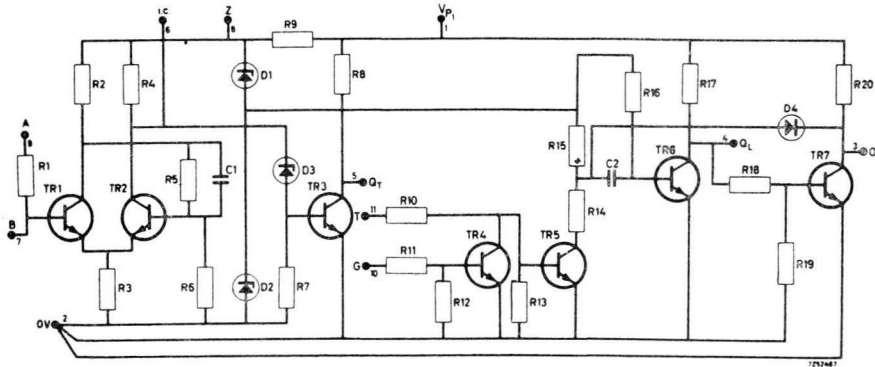 I.C.
6
Z
8
VP1
1
R9
R2
R4
D1
R8
R17
R20
R16
D4
A
9
R15
R1
R5
C1
D3
C2
TR6
4
QL
3
Q
TR1
TR2
TR3
5
QT
R18
TR7
B
7
T
11
R10
R14
R11
TR4
TR5
G
10
R3
R6
D2
R7
R12
R13
R19
0V
2
7Z52467